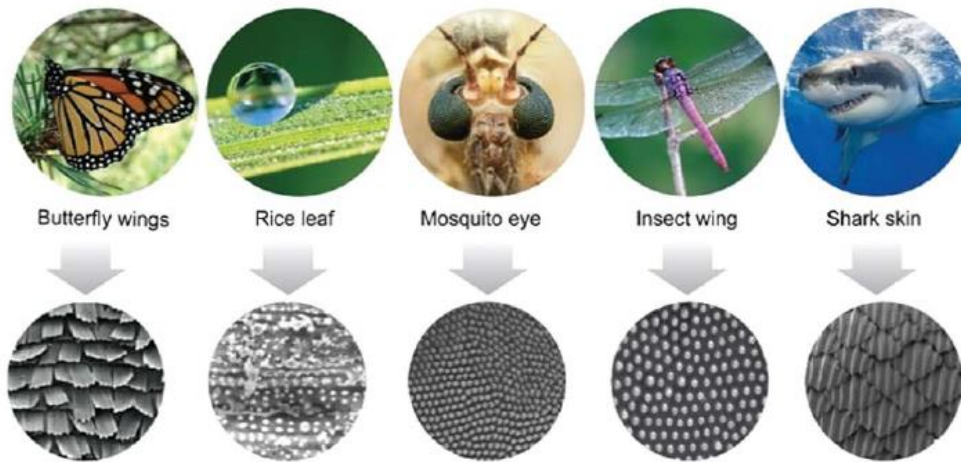 Butterfly wings
Rice leaf
Mosquito eye
Insect wing
Shark skin